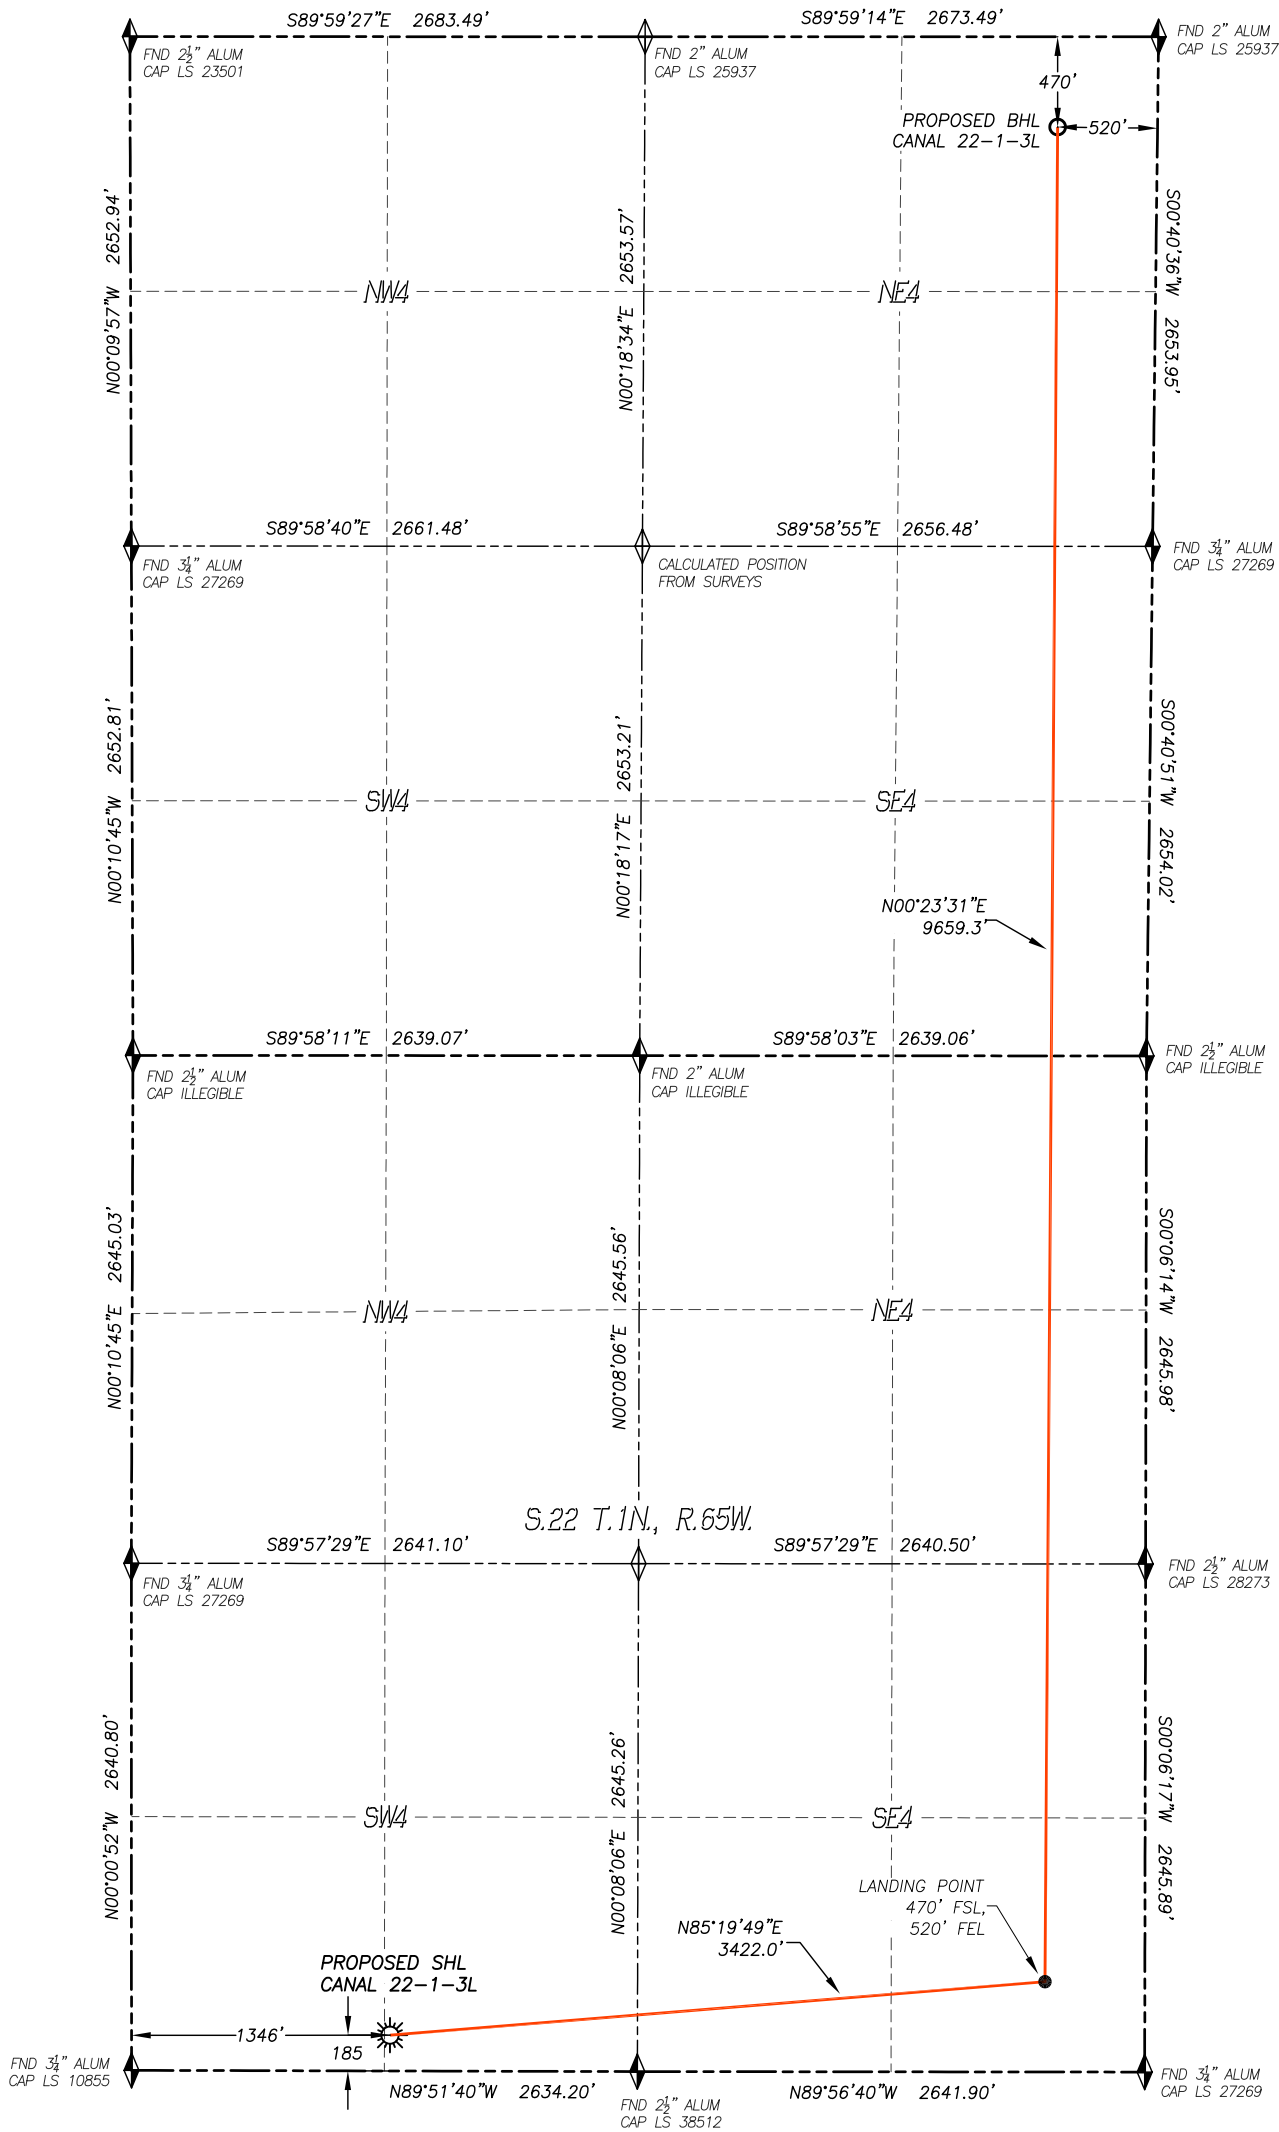 S89°59'27"E 2683.49'
S89°59'14"E 2673.49'
FND 2½" ALUM
CAP LS 23501
FND 2" ALUM
CAP LS 25937
FND 2" ALUM
CAP LS 25937
470'
PROPOSED BHL
CANAL 22-1-3L
520'
N00°09'57"W 2652.94'
N00°18'34"E 2653.57'
S00°40'36"W 2653.95'
NW4
NE4
S89°58'40"E 2661.48'
S89°58'55"E 2656.48'
FND 3¼" ALUM
CAP LS 27269
CALCULATED POSITION
FROM SURVEYS
FND 3¼" ALUM
CAP LS 27269
N00°10'45"W 2652.81'
N00°18'17"E 2653.21'
S00°40'51"W 2654.02'
SW4
SE4
N00°23'31"E
9659.3'
S89°58'11"E 2639.07'
S89°58'03"E 2639.06'
FND 2½" ALUM
CAP ILLEGIBLE
FND 2" ALUM
CAP ILLEGIBLE
FND 2½" ALUM
CAP ILLEGIBLE
N00°10'45"E 2645.03'
N00°08'06"E 2645.56'
S00°06'14"W 2645.98'
NW4
NE4
S.22 T.1N., R.65W.
S89°57'29"E 2641.10'
S89°57'29"E 2640.50'
FND 3¼" ALUM
CAP LS 27269
FND 2½" ALUM
CAP LS 28273
N00°00'52"W 2640.80'
N00°08'06"E 2645.26'
S00°06'17"W 2645.89'
SW4
SE4
LANDING POINT
470' FSL,
520' FEL
N85°19'49"E
3422.0'
PROPOSED SHL
CANAL 22-1-3L
1346'
185
FND 3¼" ALUM
CAP LS 10855
N89°51'40"W 2634.20'
N89°56'40"W 2641.90'
FND 2½" ALUM
CAP LS 38512
FND 3¼" ALUM
CAP LS 27269